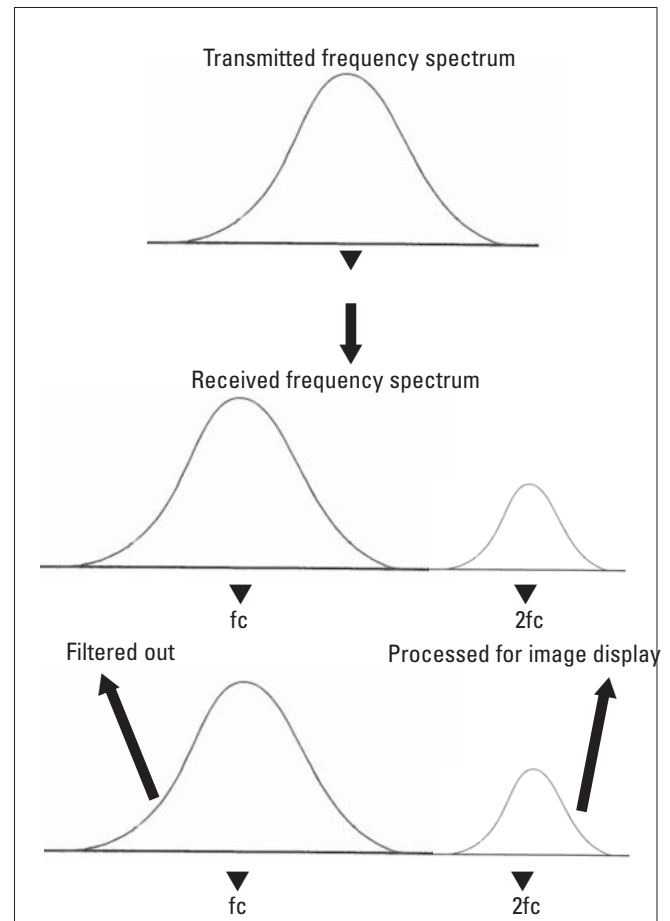 Transmitted frequency spectrum
Received frequency spectrum
fc
2fc
Filtered out
Processed for image display
fc
2fc